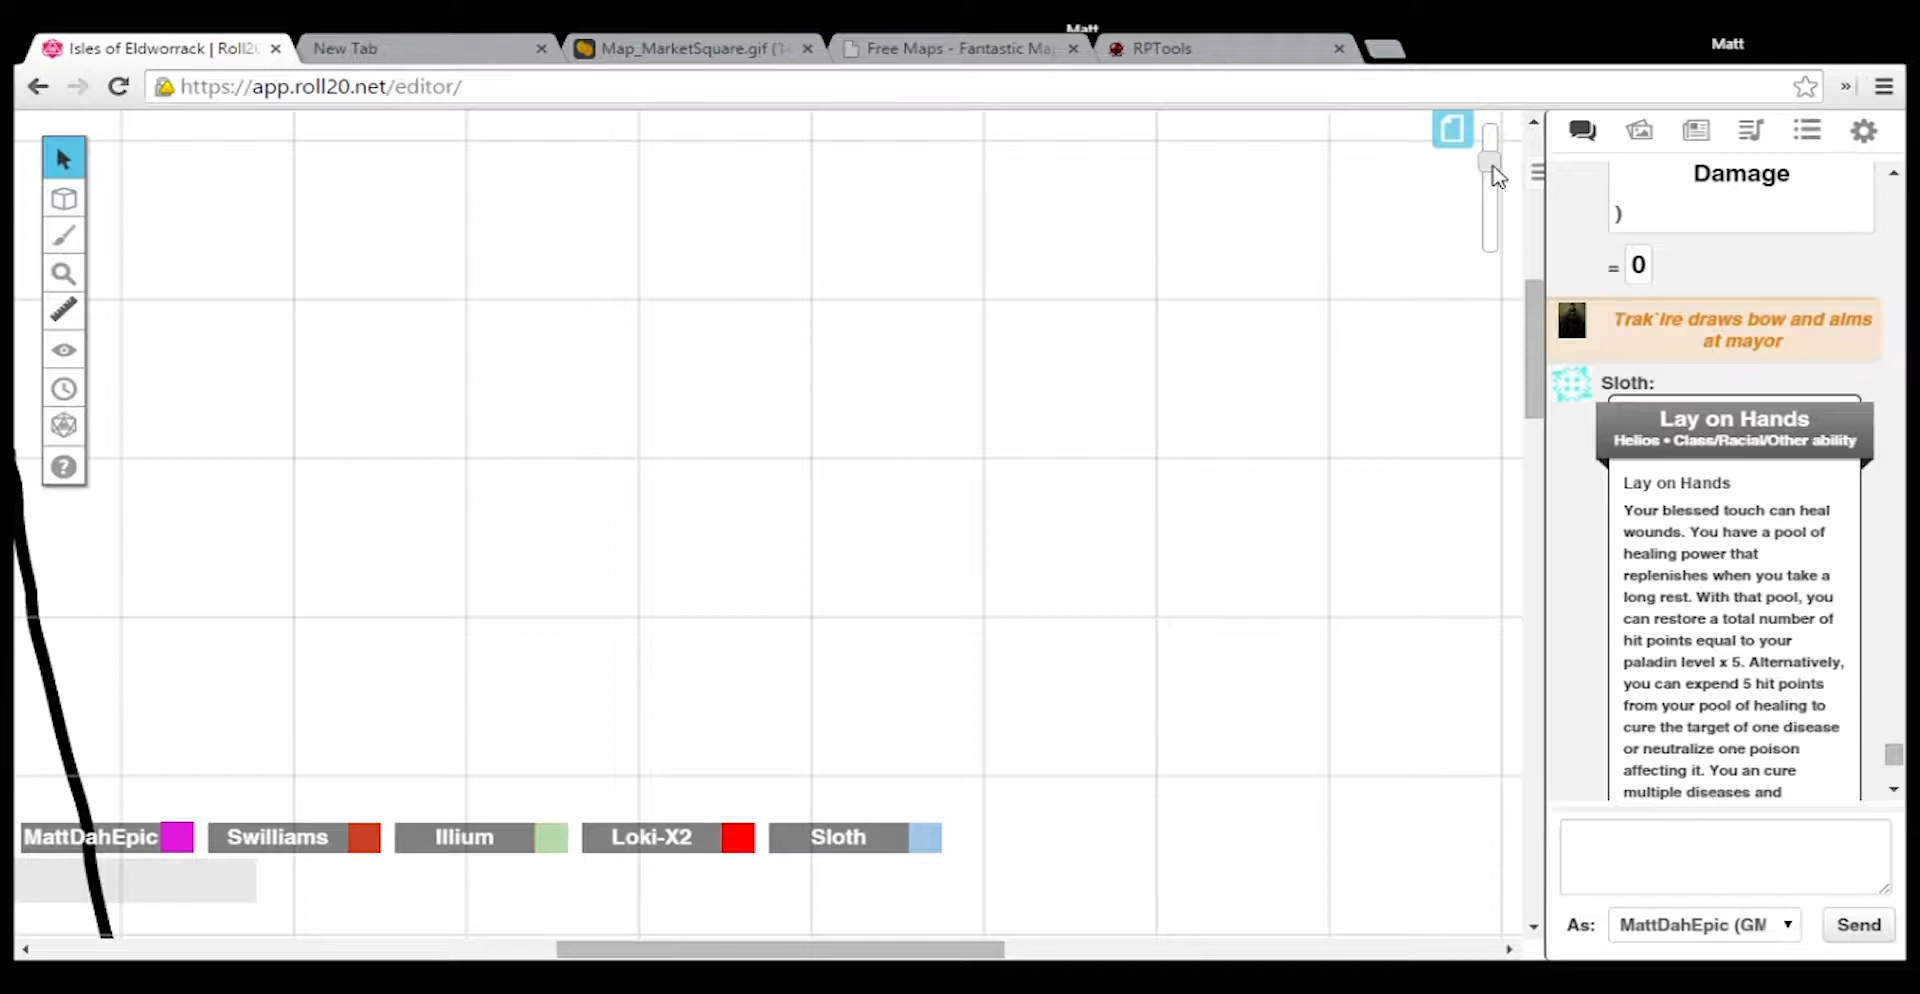 Matt
Matt
Isles of Eldworrack | Roll2
New Tab
Map_MarketSquare.gif (1
Free Maps - Fantastic Ma
RPTools
https://app.roll20.net/editor/
Damage
)
= 0
Trak`Ire draws bow and aims
at mayor
Sloth:
Lay on Hands
Helios • Class/Racial/Other ability
Lay on Hands
Your blessed touch can heal
wounds. You have a pool of
healing power that
replenishes when you take a
long rest. With that pool, you
can restore a total number of
hit points equal to your
paladin level x 5. Alternatively,
you can expend 5 hit points
from your pool of healing to
cure the target of one disease
or neutralize one poison
affecting it. You an cure
multiple diseases and
MattDahEpic
Swilliams
Illium
Loki-X2
Sloth
As:
MattDahEpic (GM
Send